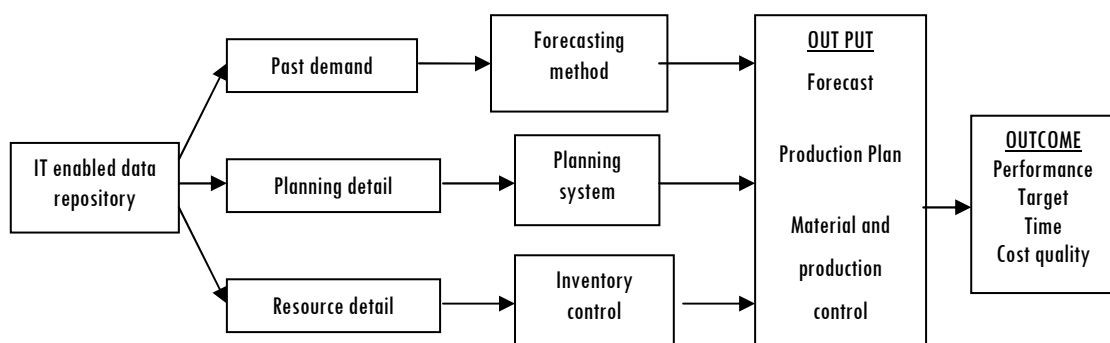 Past demand
Forecasting
method
OUT PUT
Forecast
Production Plan
Material and
production
control
IT enabled data
repository
Planning detail
Planning
system
Resource detail
Inventory
control
OUTCOME
Performance
Target
Time
Cost quality